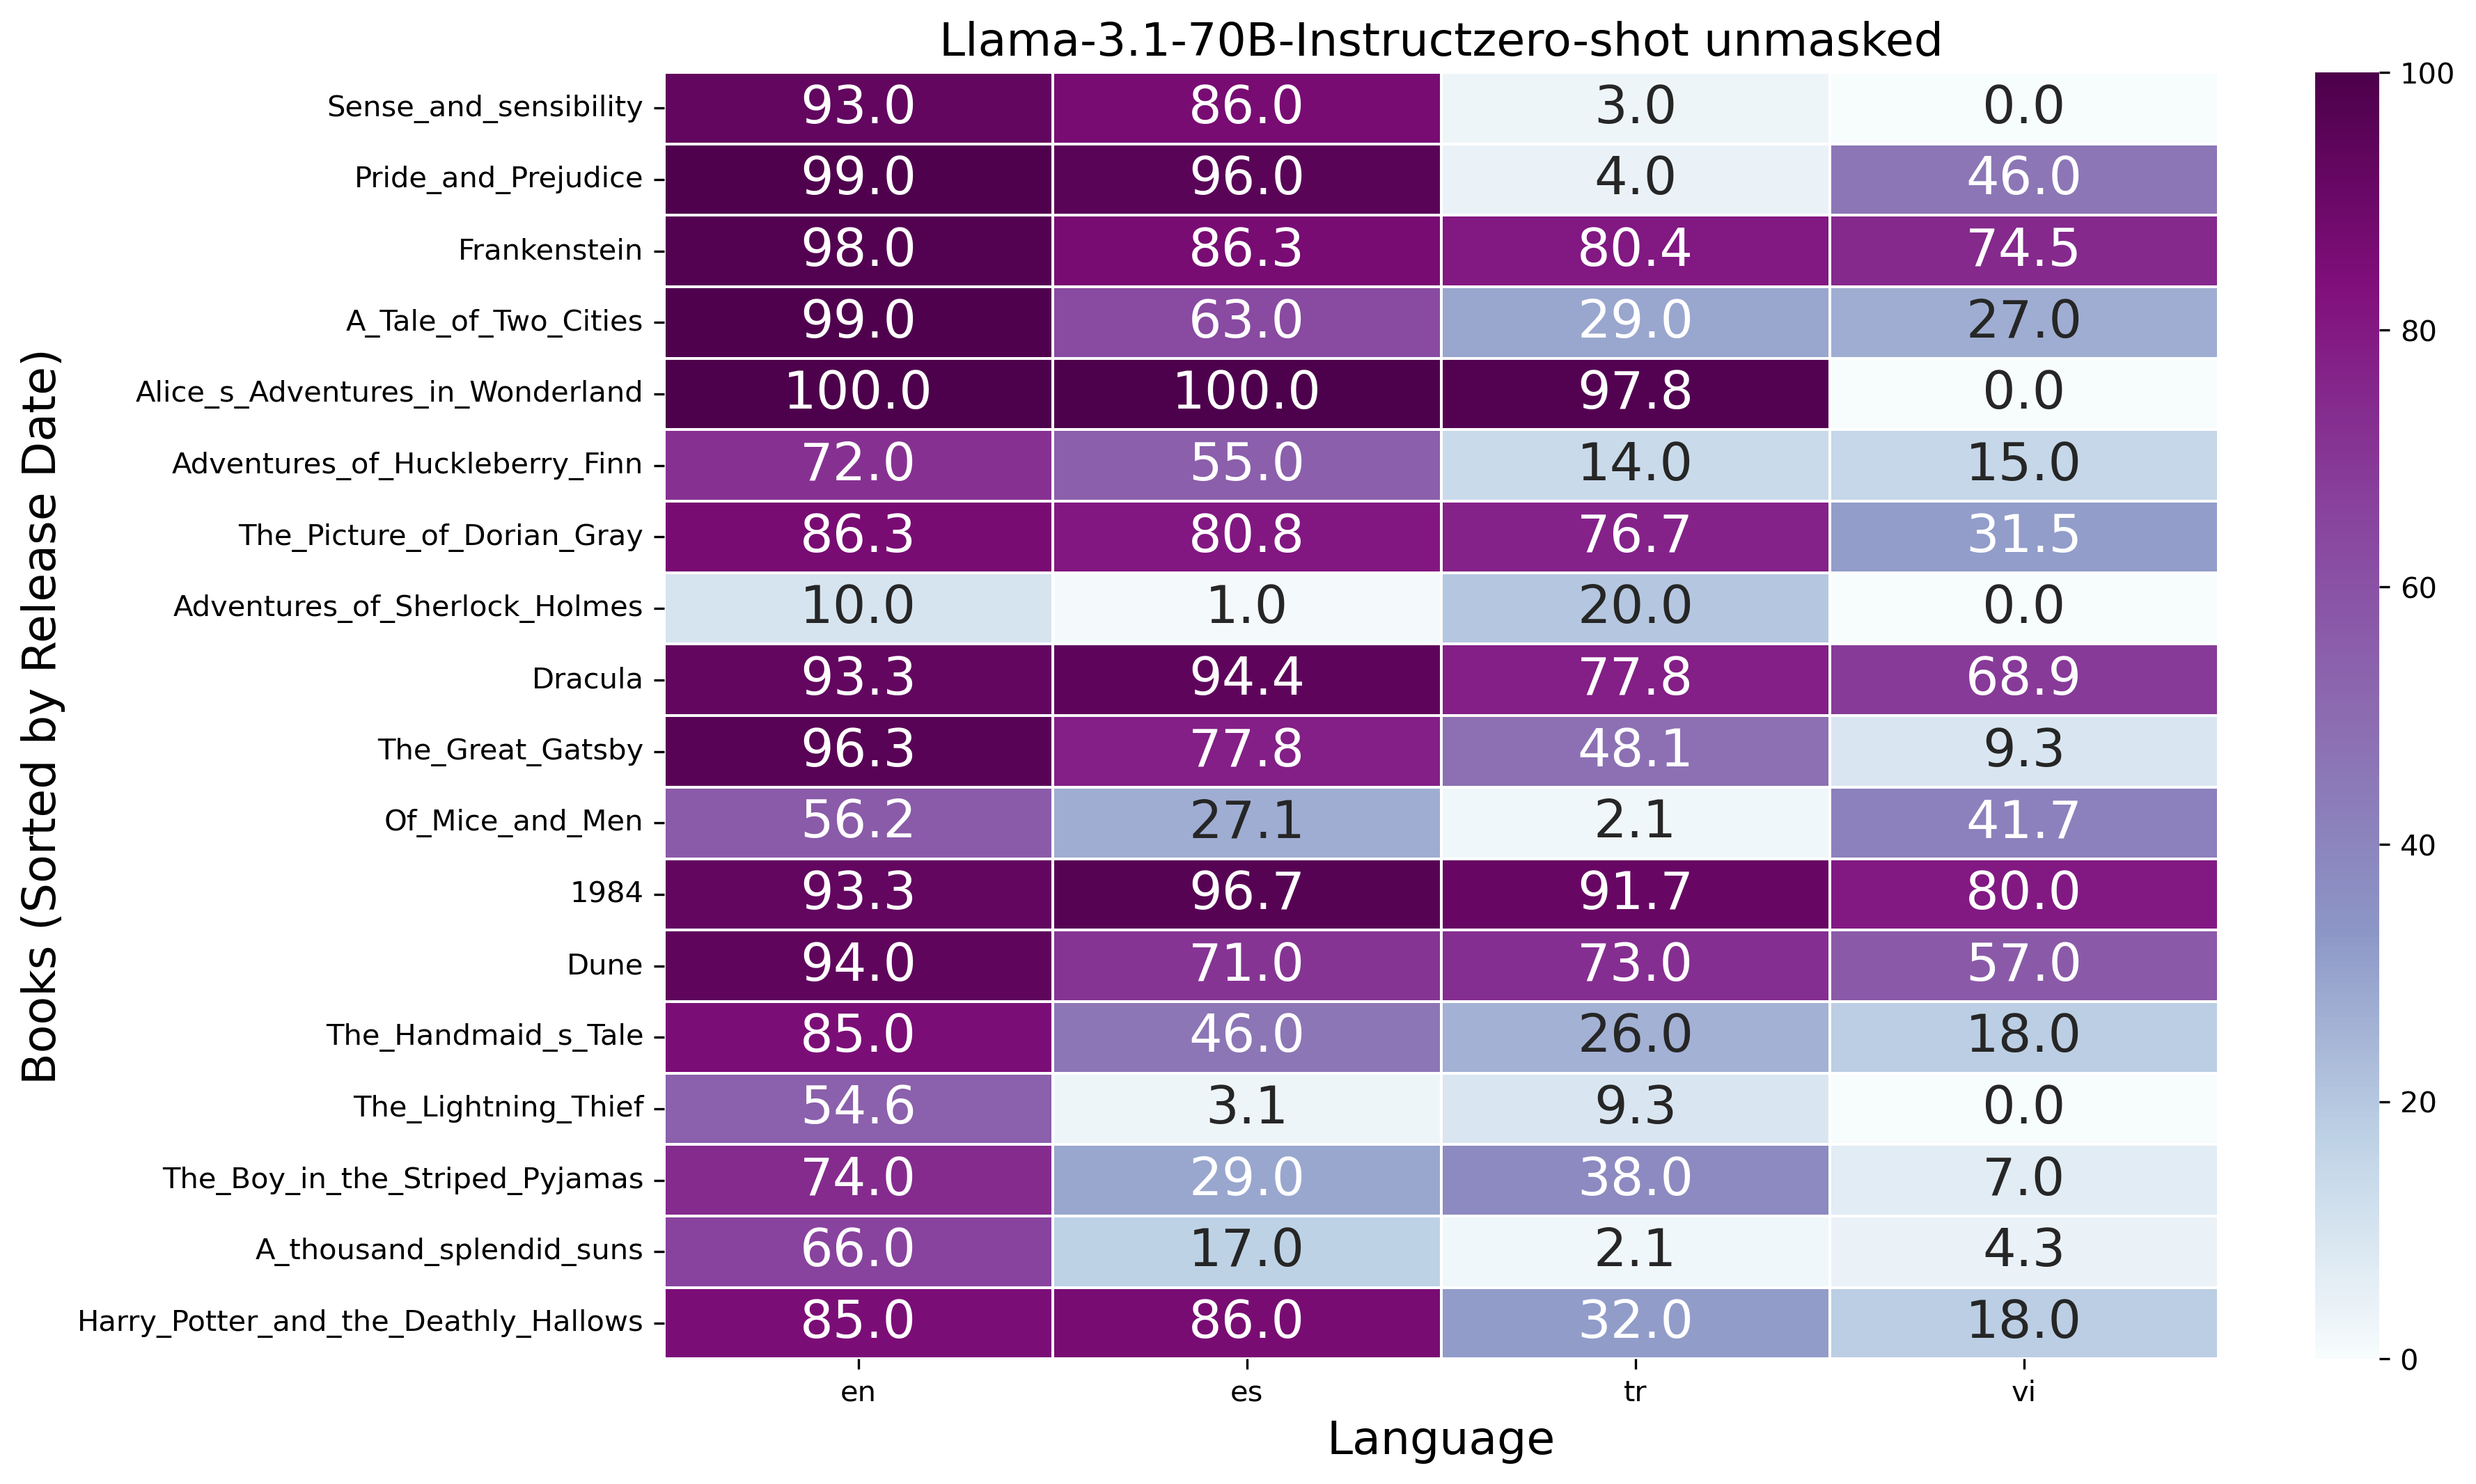 Llama-3.1-70B-Instructzero-shot unmasked
Sense_and_sensibility 93.0 86.0 3.0 0.0
Pride_and_Prejudice 99.0 96.0 4.0 46.0
Frankenstein 98.0 86.3 80.4 74.5
A_Tale_of_Two_Cities 99.0 63.0 29.0 27.0
Alice_s_Adventures_in_Wonderland 100.0 100.0 97.8 0.0
Adventures_of_Huckleberry_Finn 72.0 55.0 14.0 15.0
The_Picture_of_Dorian_Gray 86.3 80.8 76.7 31.5
Adventures_of_Sherlock_Holmes 10.0 1.0 20.0 0.0
Dracula 93.3 94.4 77.8 68.9
The_Great_Gatsby 96.3 77.8 48.1 9.3
Of_Mice_and_Men 56.2 27.1 2.1 41.7
1984 93.3 96.7 91.7 80.0
Dune 94.0 71.0 73.0 57.0
The_Handmaid_s_Tale 85.0 46.0 26.0 18.0
The_Lightning_Thief 54.6 3.1 9.3 0.0
The_Boy_in_the_Striped_Pyjamas 74.0 29.0 38.0 7.0
A_thousand_splendid_suns 66.0 17.0 2.1 4.3
Harry_Potter_and_the_Deathly_Hallows 85.0 86.0 32.0 18.0
en es tr vi
Language
Books (Sorted by Release Date)
100
80
60
40
20
0